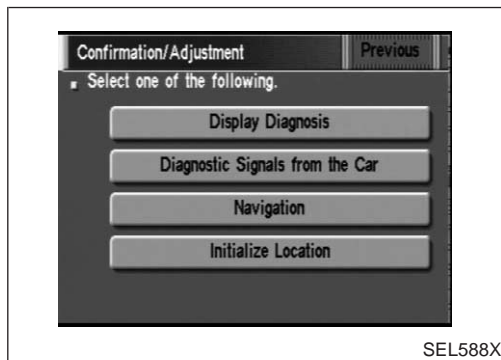 Confirmation/Adjustment Previous
Select one of the following.
Display Diagnosis
Diagnostic Signals from the Car
Navigation
Initialize Location
SEL588X